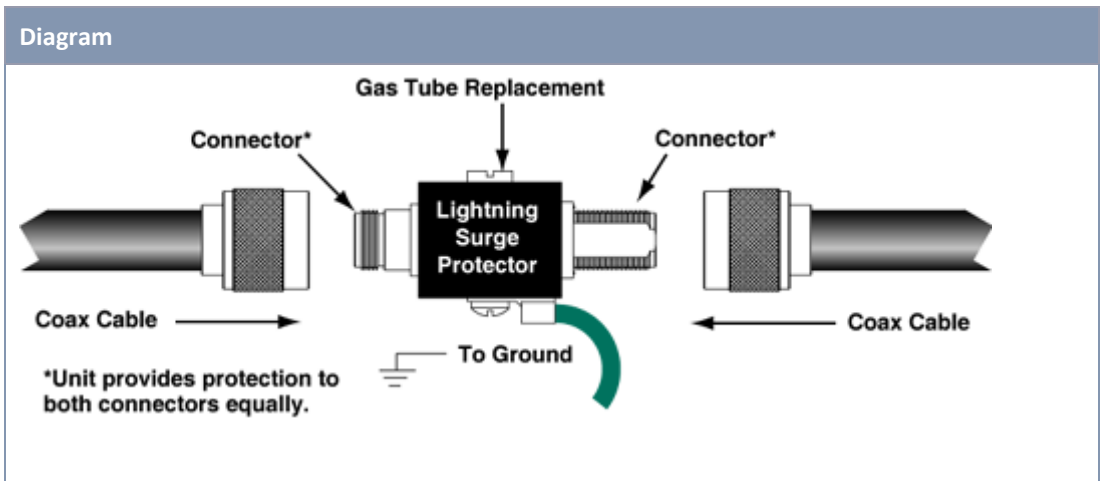 Diagram
Gas Tube Replacement
Connector*
Connector*
Lightning
Surge
Protector
Coax Cable
Coax Cable
To Ground
*Unit provides protection to
both connectors equally.